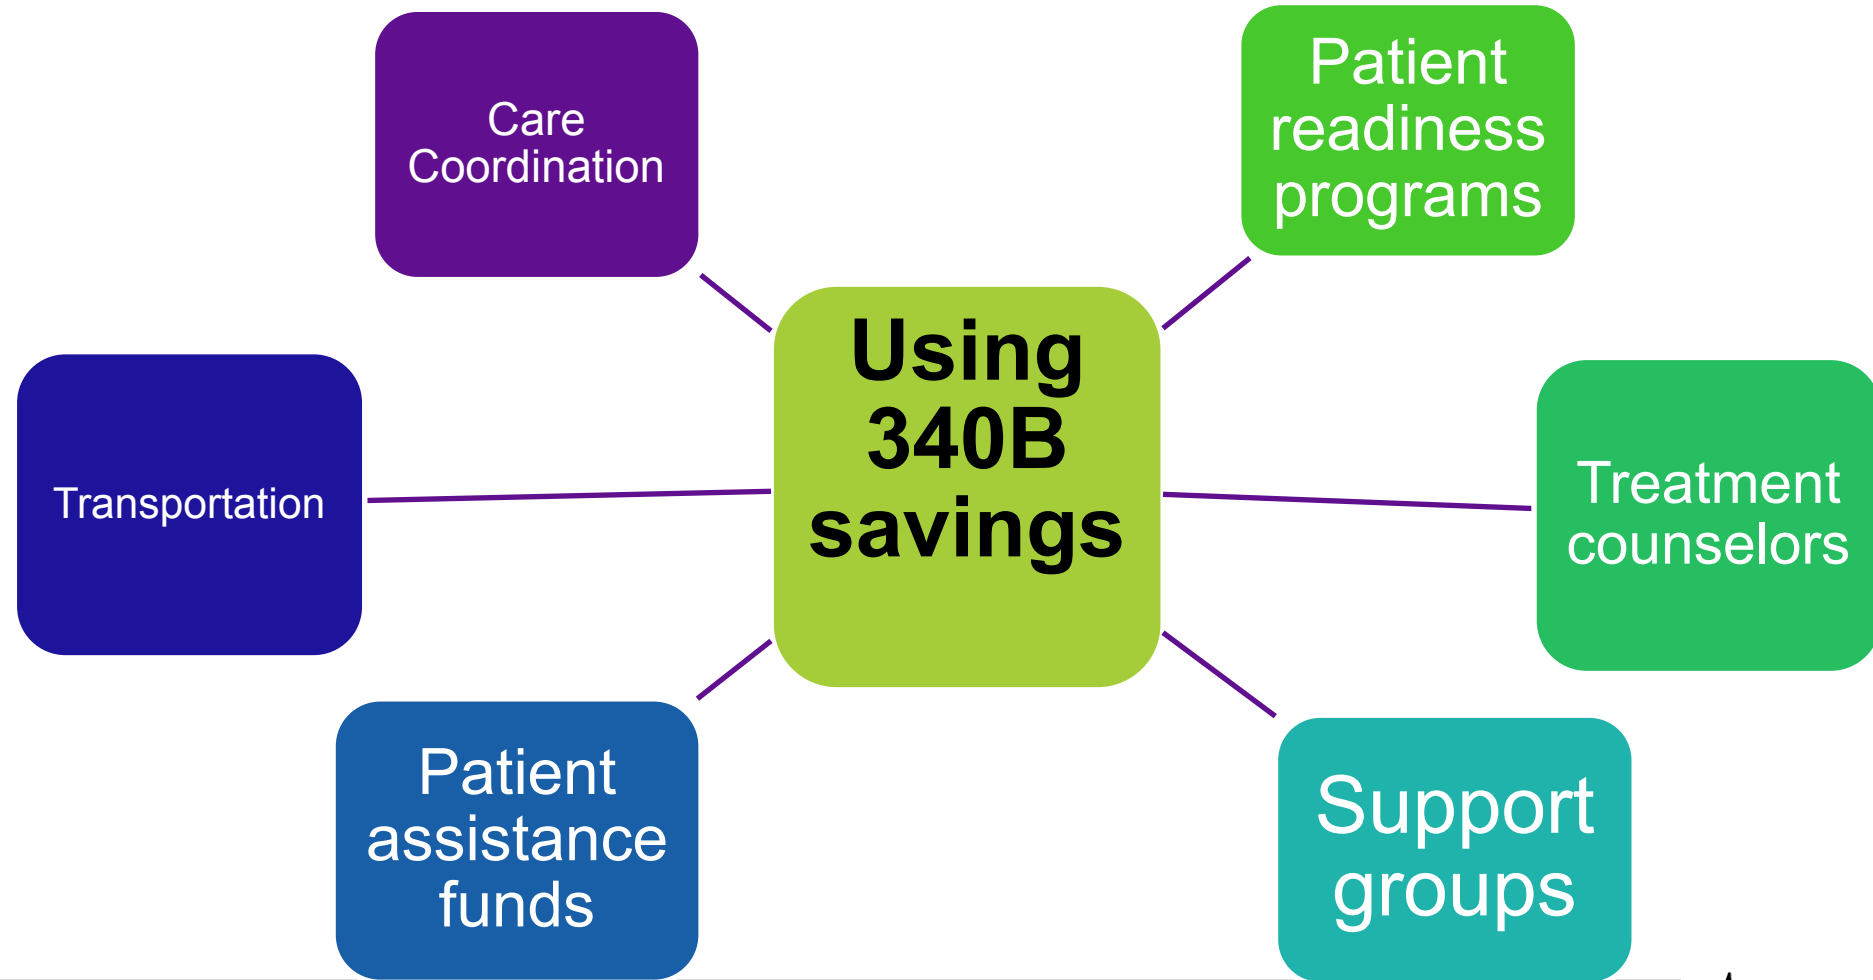 Care
Coordination
Patient
readiness
programs
Using
340B
savings
Transportation
Treatment
counselors
Patient
assistance
funds
Support
groups